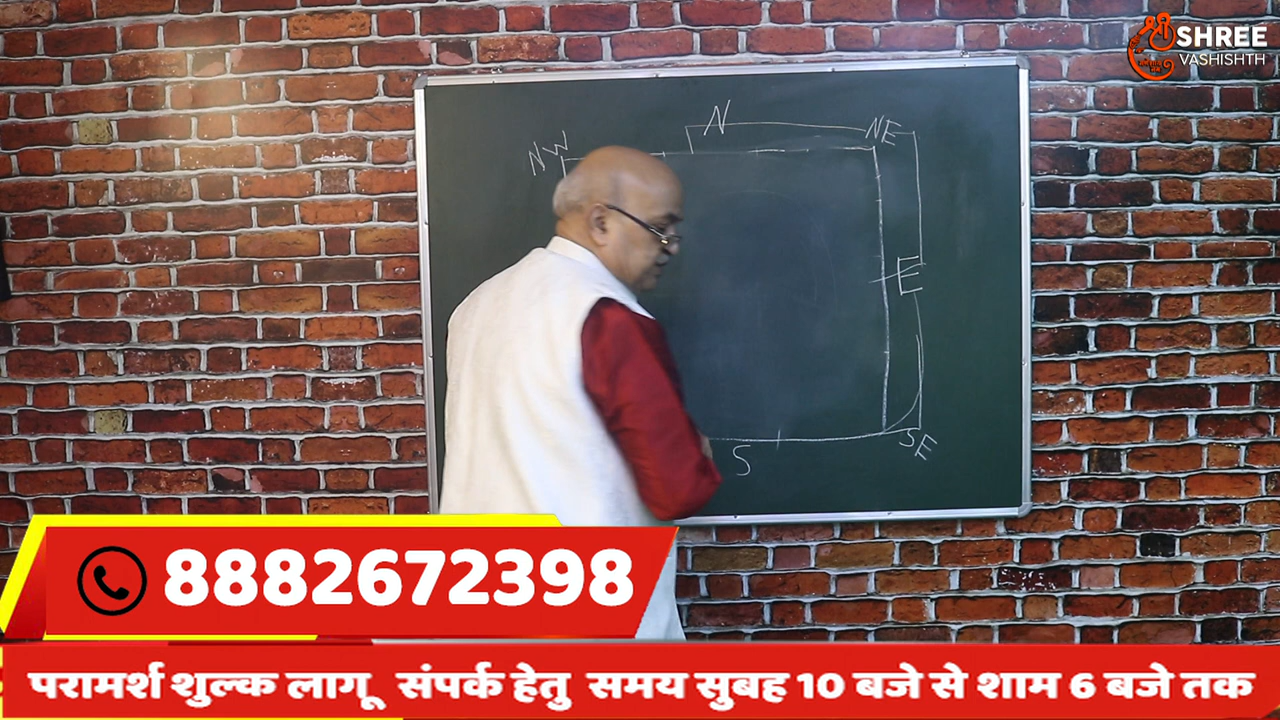 श्री SHREE
VASHISHTH
N
NW
NE
E
S
SE
8882672398
परामर्श शुल्क लागू संपर्क हेतु समय सुबह 10 बजे से शाम 6 बजे तक